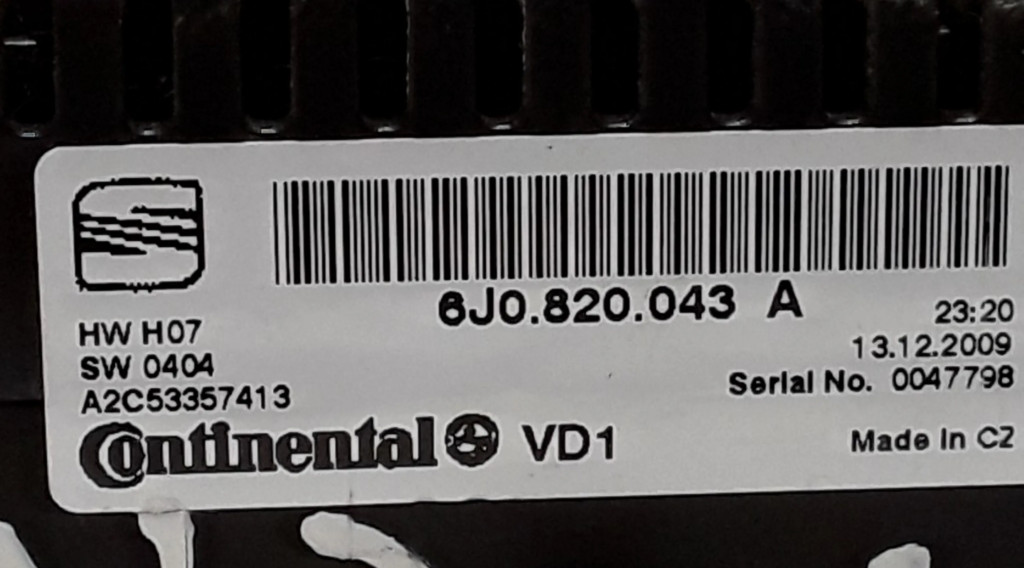 6J0.820.043 A
23:20
HW H07
13.12.2009
SW 0404
Serial No. 0047798
A2C53357413
Continental VD1
Made in CZ